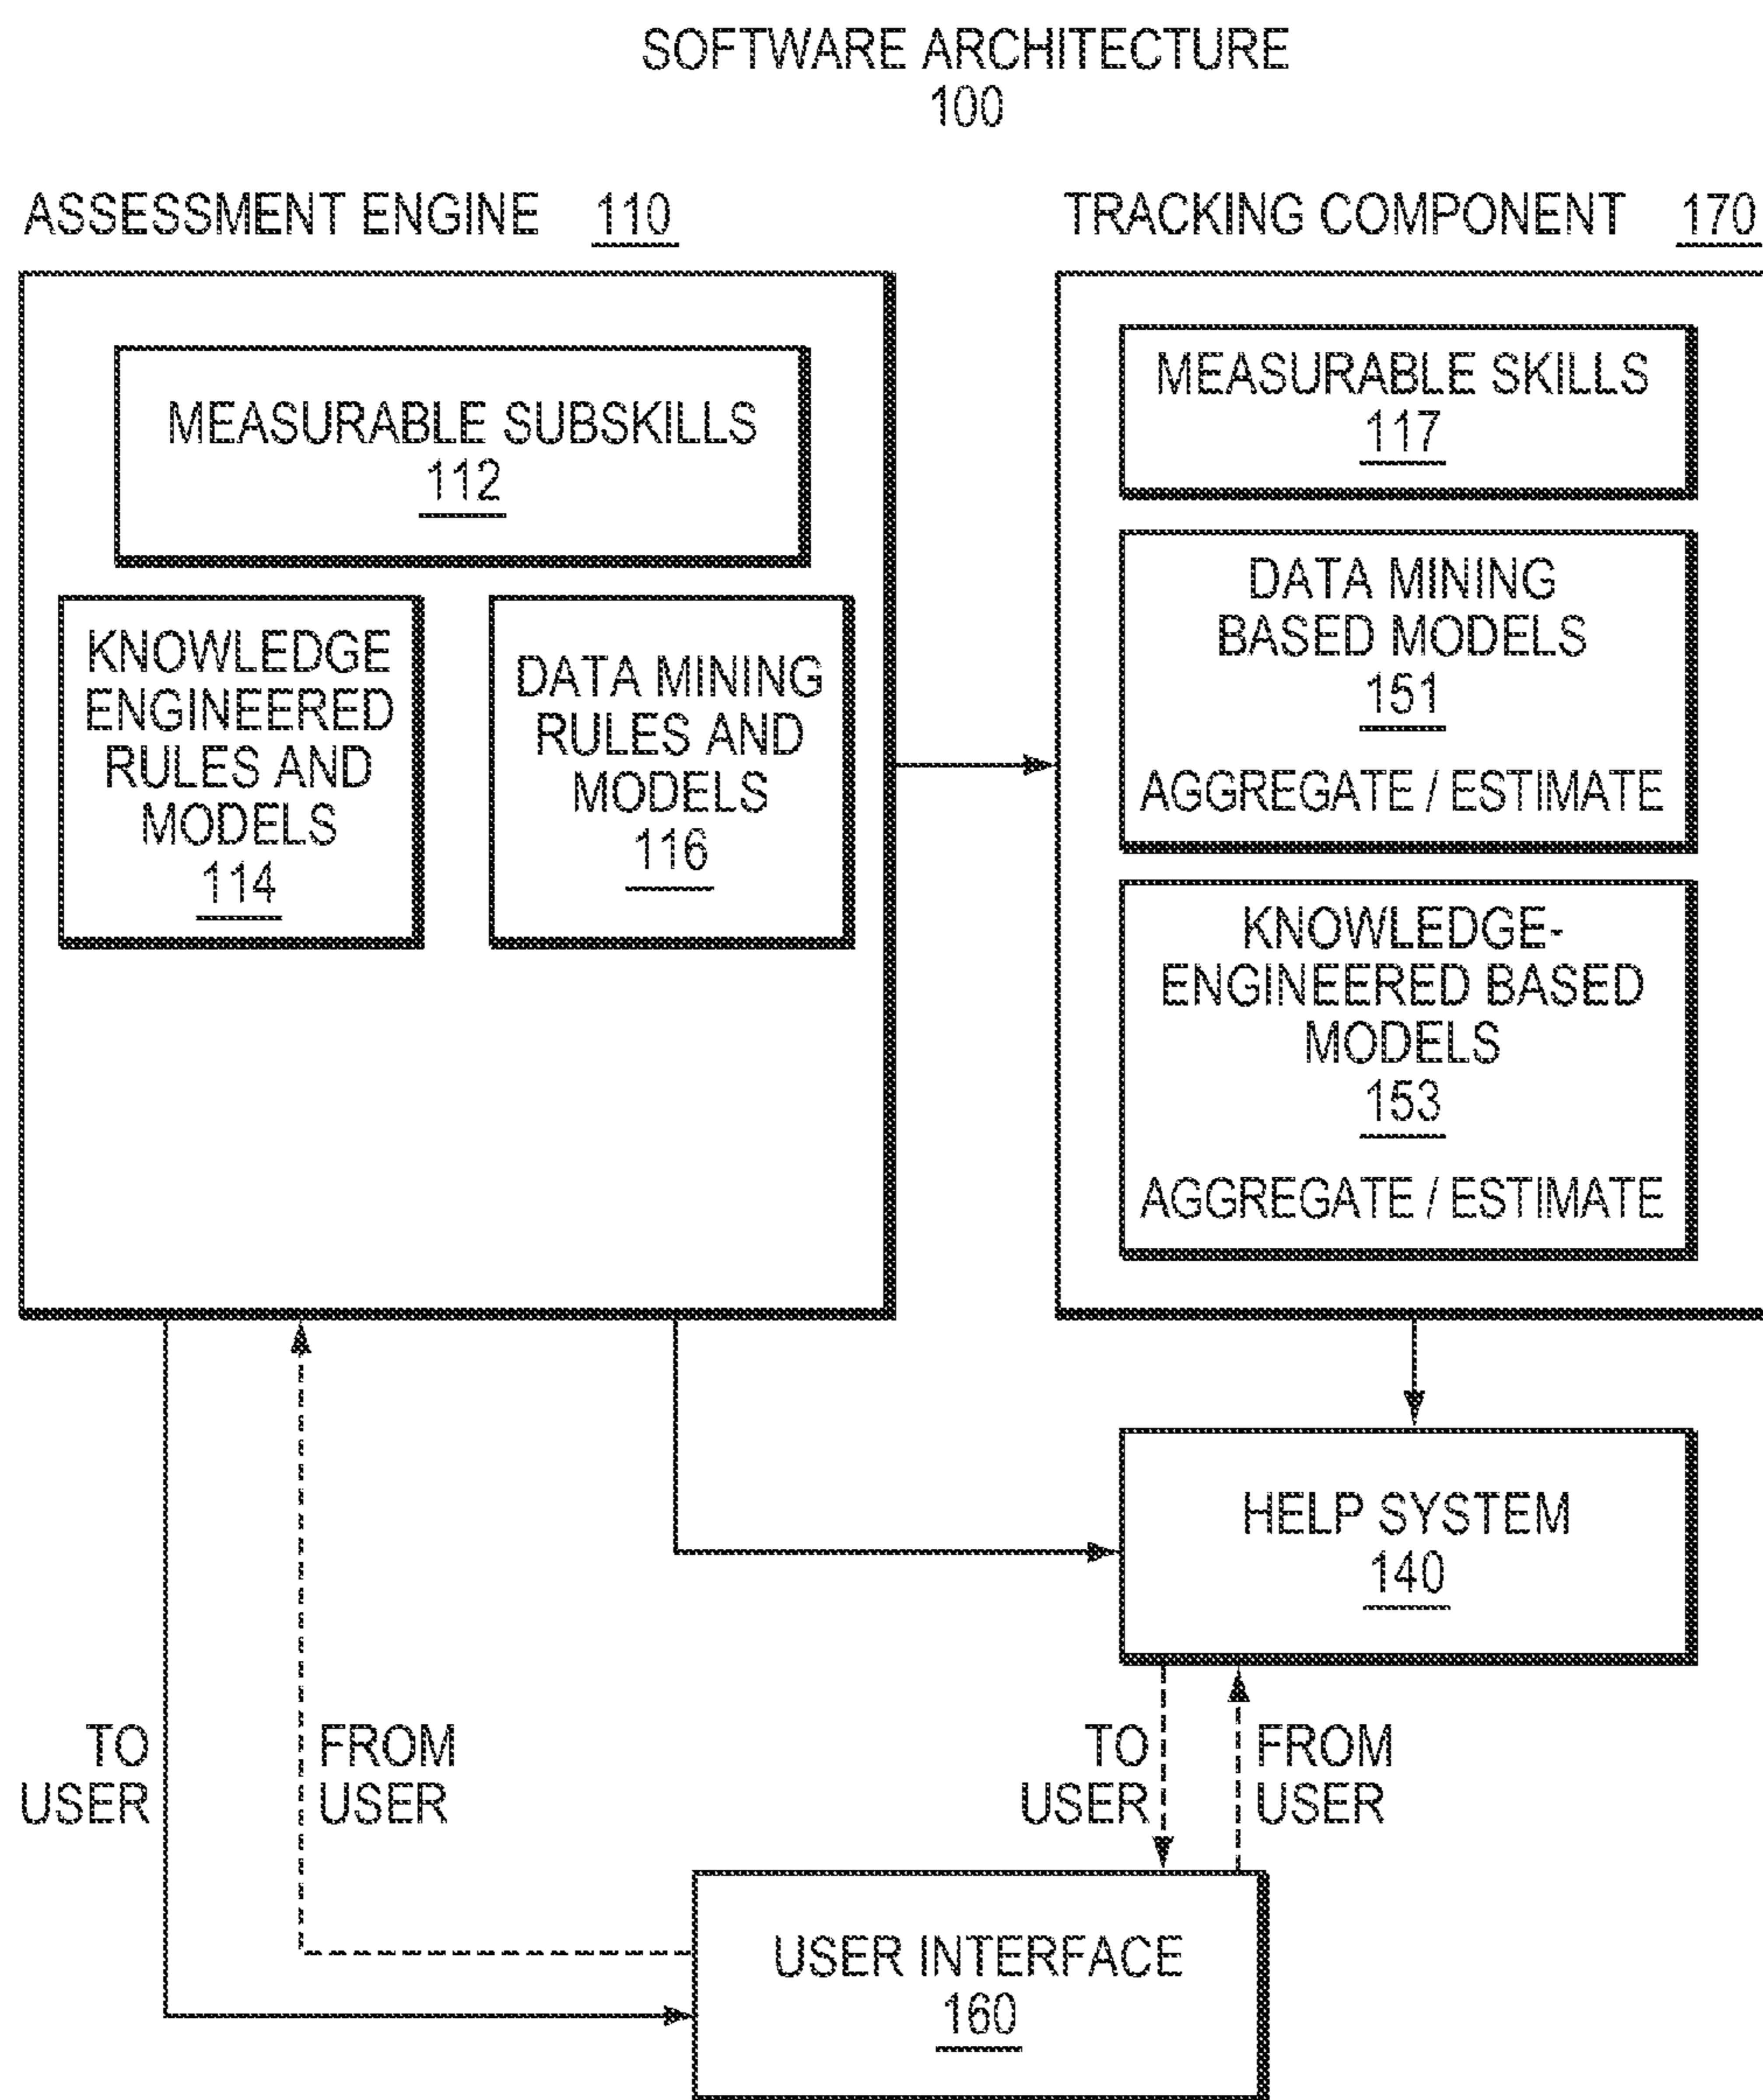 SOFTWARE ARCHITECTURE
100
ASSESSMENT ENGINE 110
MEASURABLE SUBSKILLS
112
KNOWLEDGE
ENGINEERED
RULES AND
MODELS
114
DATA MINING
RULES AND
MODELS
116
TRACKING COMPONENT 170
MEASURABLE SKILLS
117
DATA MINING
BASED MODELS
151
AGGREGATE / ESTIMATE
KNOWLEDGE-
ENGINEERED BASED
MODELS
153
AGGREGATE / ESTIMATE
HELP SYSTEM
140
TO
USER
FROM
USER
TO
USER
FROM
USER
USER INTERFACE
160